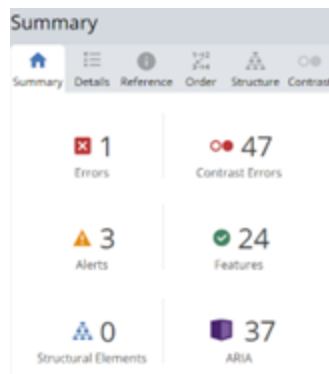 Summary
Summary Details Reference Order Structure Contrast
1 47
Errors Contrast Errors
3 24
Alerts Features
0 37
Structural Elements ARIA